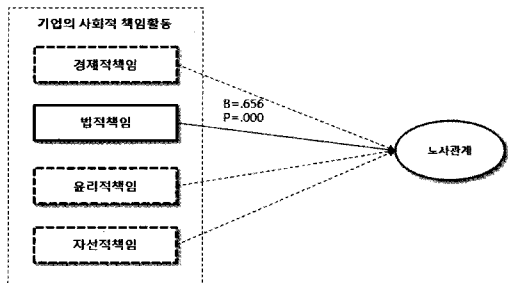 기업의 사회적 책임활동
경제적책임
B=.656
P=.000
법적책임
노사관계
윤리적책임
자선적책임